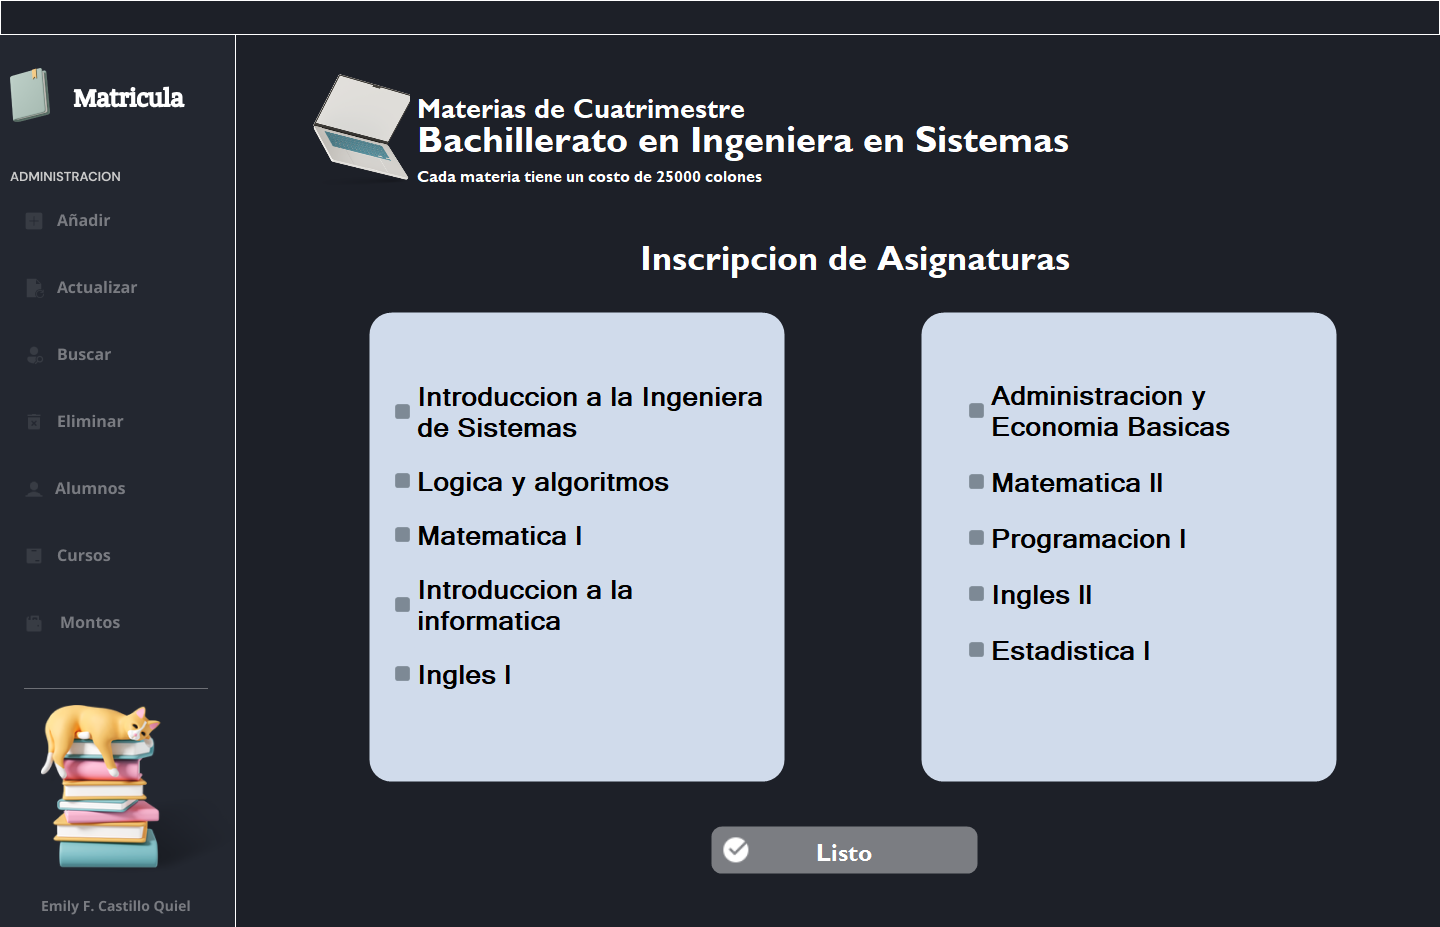 Matricula
ADMINISTRACION
Añadir
Actualizar
Buscar
Eliminar
Alumnos
Cursos
Montos
Emily F. Castillo Quiel
Materias de Cuatrimestre
Bachillerato en Ingeniera en Sistemas
Cada materia tiene un costo de 25000 colones
Inscripcion de Asignaturas
Introduccion a la Ingeniera
de Sistemas
Logica y algoritmos
Matematica I
Introduccion a la
informatica
Ingles I
Administracion y
Economia Basicas
Matematica II
Programacion I
Ingles II
Estadistica I
Listo